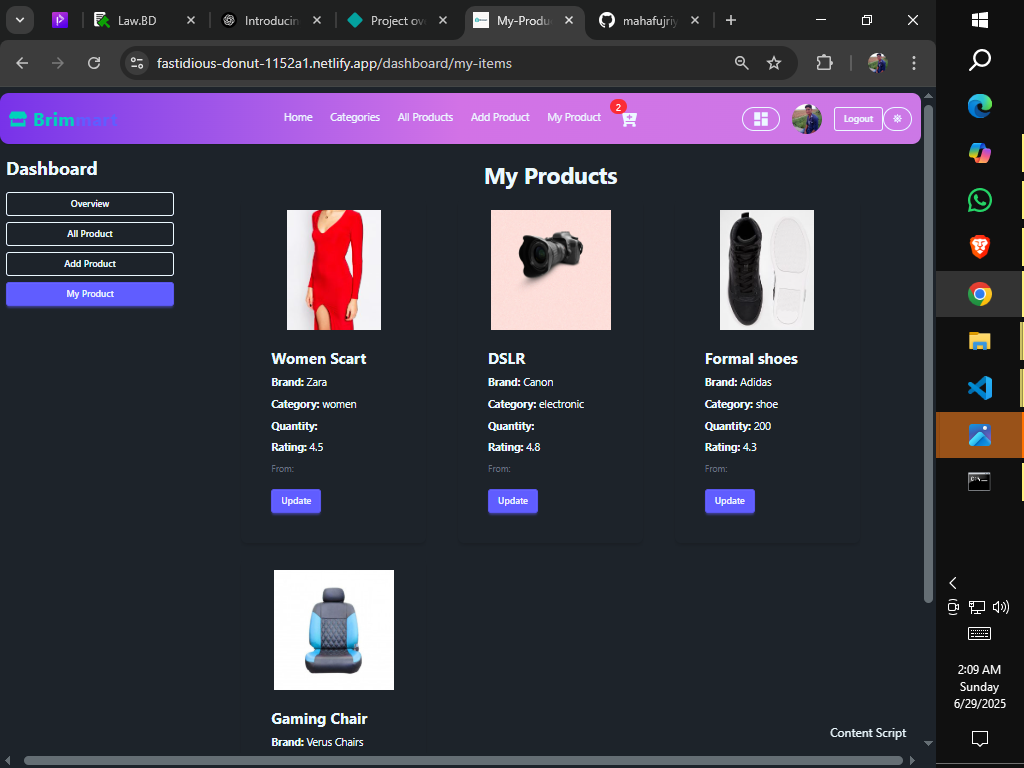 Law.BD
Introducin
Project ov
My-Produ
mahafujriy
fastidious-donut-1152a1.netlify.app/dashboard/my-items
Brimmart
Home
Categories
All Products
Add Product
My Product
2
Logout
Dashboard
Overview
All Product
Add Product
My Product
My Products
Women Scart
Brand: Zara
Category: women
Quantity:
Rating: 4.5
From:
Update
DSLR
Brand: Canon
Category: electronic
Quantity:
Rating: 4.8
From:
Update
Formal shoes
Brand: Adidas
Category: shoe
Quantity: 200
Rating: 4.3
From:
Update
Gaming Chair
Brand: Verus Chairs
Content Script
2:09 AM
Sunday
6/29/2025